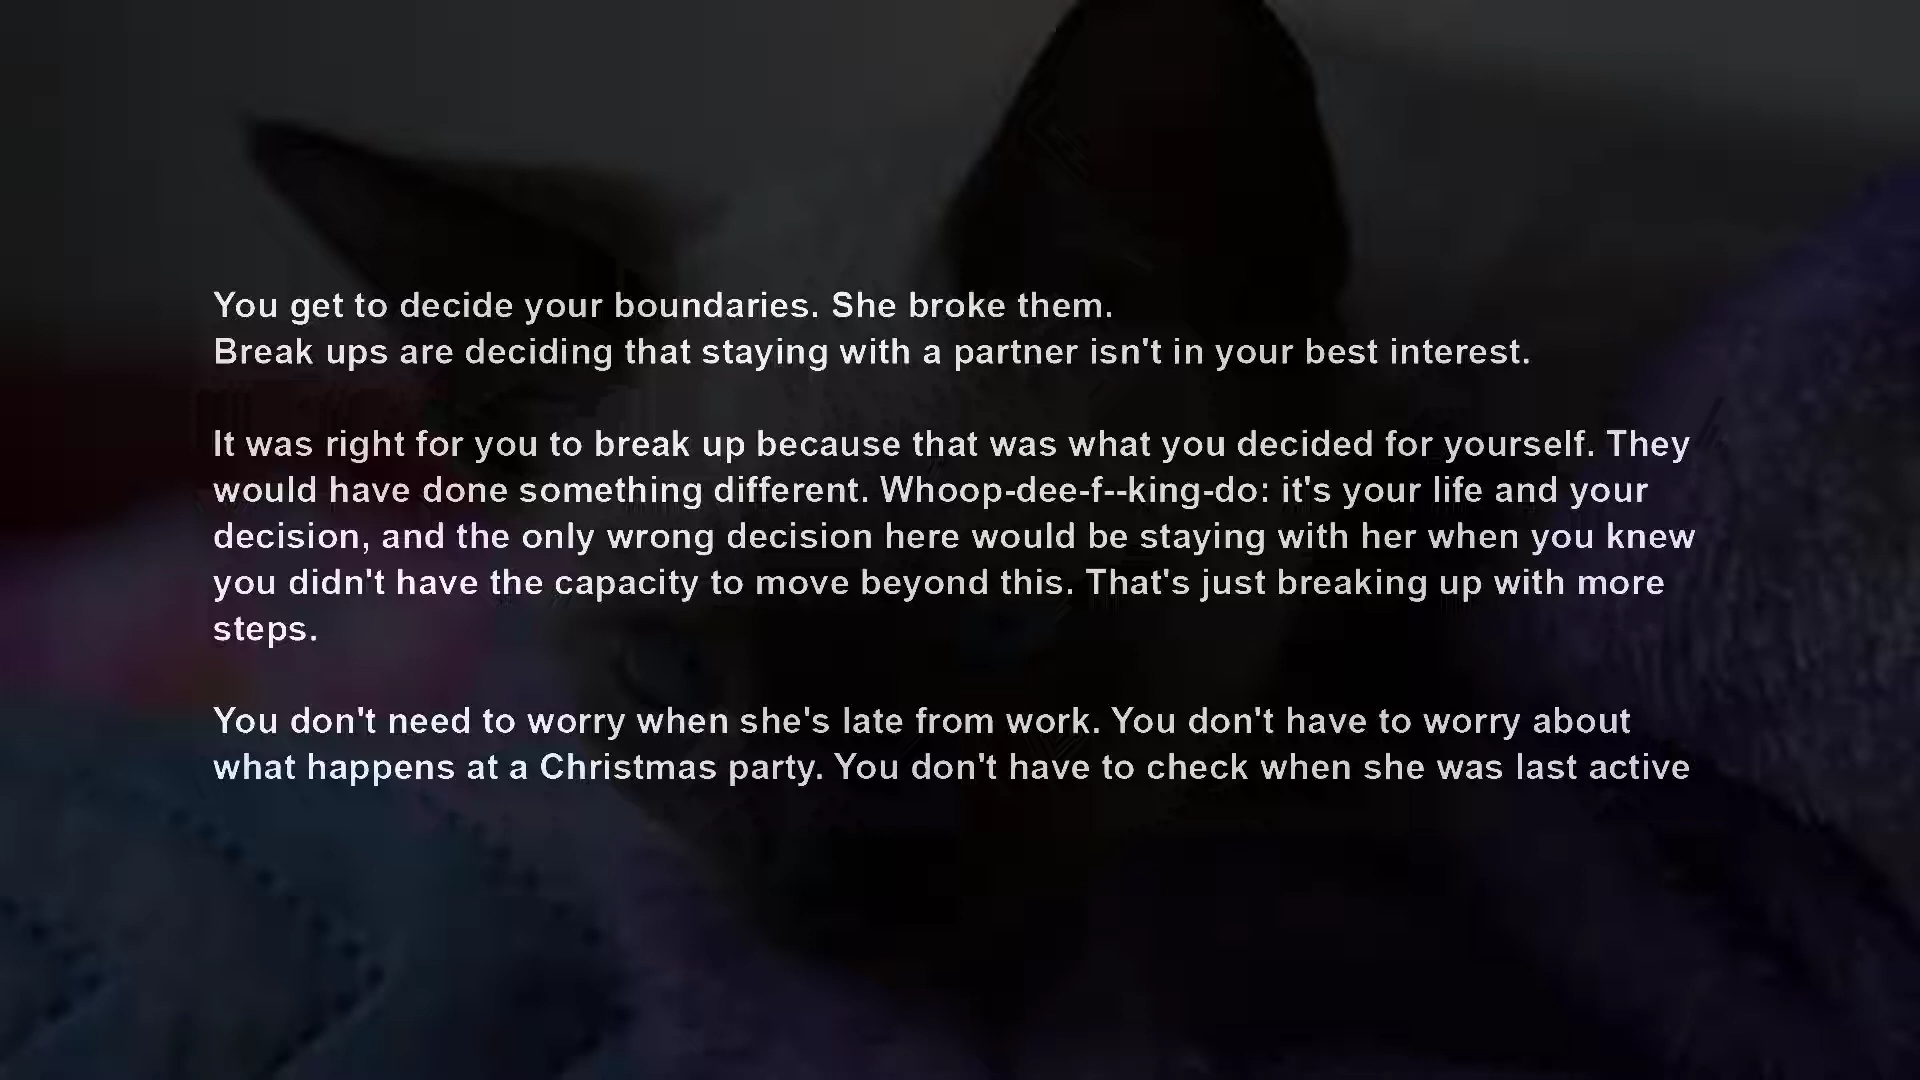 You get to decide your boundaries. She broke them.
Break ups are deciding that staying with a partner isn't in your best interest.
It was right for you to break up because that was what you decided for yourself. They
would have done something different. Whoop-dee-f--king-do: it's your life and your
decision, and the only wrong decision here would be staying with her when you knew
you didn't have the capacity to move beyond this. That's just breaking up with more
steps.
You don't need to worry when she's late from work. You don't have to worry about
what happens at a Christmas party. You don't have to check when she was last active